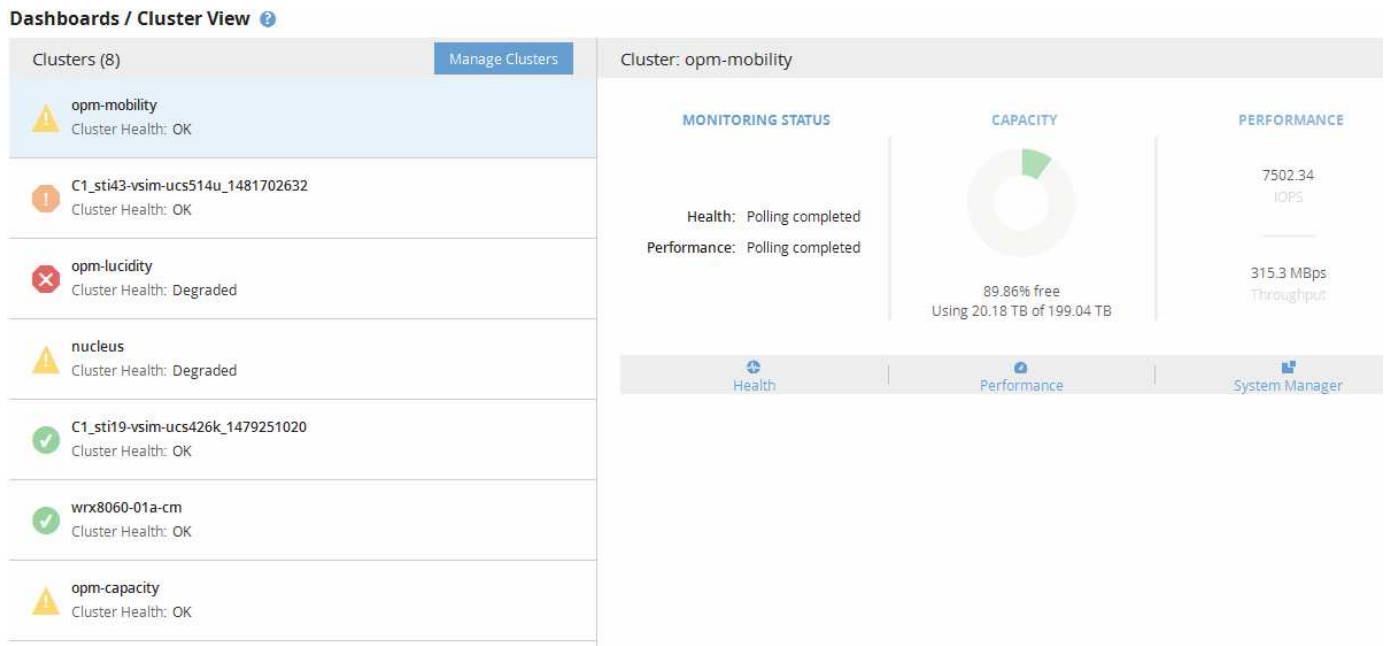 Dashboards / Cluster View ?
Clusters (8)
Manage Clusters
opm-mobility
Cluster Health: OK
C1_sti43-vsim-ucs514u_1481702632
Cluster Health: OK
opm-lucidity
Cluster Health: Degraded
nucleus
Cluster Health: Degraded
C1_sti19-vsim-ucs426k_1479251020
Cluster Health: OK
wrx8060-01a-cm
Cluster Health: OK
opm-capacity
Cluster Health: OK
Cluster: opm-mobility
MONITORING STATUS
Health: Polling completed
Performance: Polling completed
CAPACITY
89.86% free
Using 20.18 TB of 199.04 TB
PERFORMANCE
7502.34
IOPS
315.3 MBps
Throughput
Health
Performance
System Manager